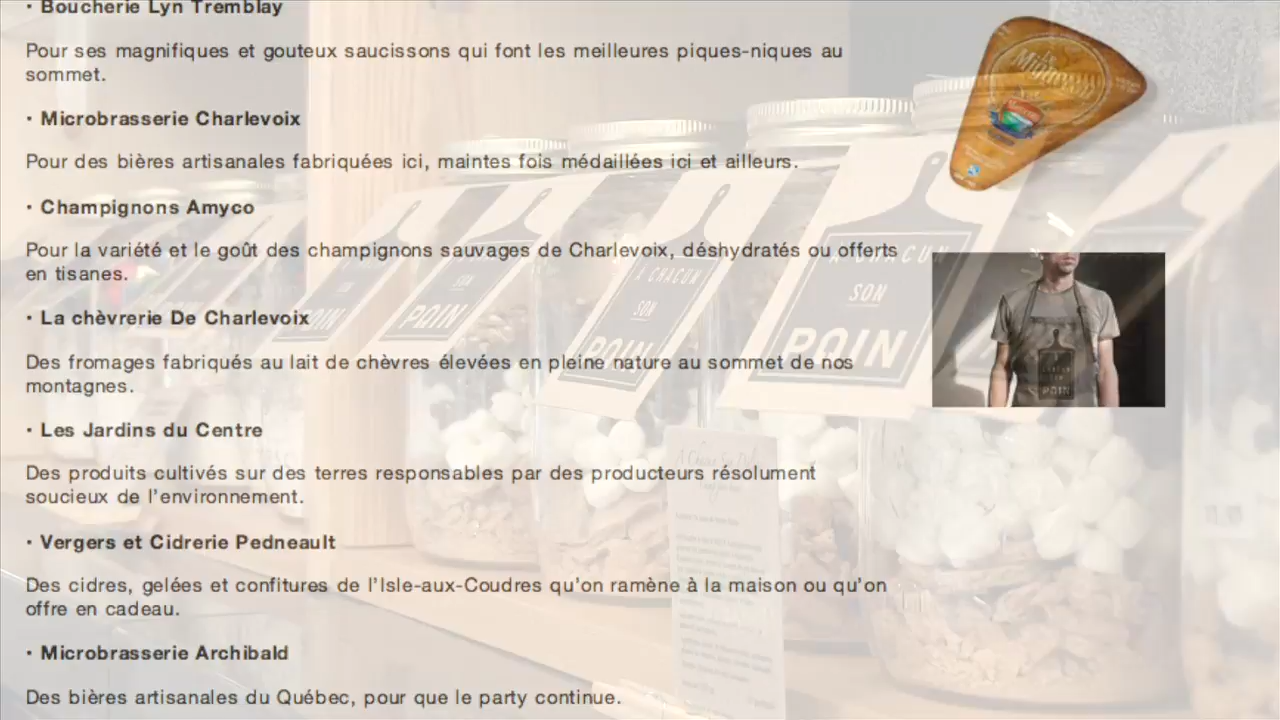 · Boucherie Lyn Tremblay
Pour ses magnifiques et gouteux saucissons qui font les meilleures piques-niques au
sommet.
· Microbrasserie Charlevoix
Pour des bières artisanales fabriquées ici, maintes fois médaillées ici et ailleurs.
· Champignons Amyco
Pour la variété et le goût des champignons sauvages de Charlevoix, déshydratés ou offerts
en tisanes.
· La chèvrerie De Charlevoix
Des fromages fabriqués au lait de chèvres élevées en pleine nature au sommet de nos
montagnes.
· Les Jardins du Centre
Des produits cultivés sur des terres responsables par des producteurs résolument
soucieux de l'environnement.
· Vergers et Cidrerie Pedneault
Des cidres, gelées et confitures de l'Isle-aux-Coudres qu'on ramène à la maison ou qu'on
offre en cadeau.
· Microbrasserie Archibald
Des bières artisanales du Québec, pour que le party continue.
POIN
SON
POIN
À CHACUN
SON
POIN
À CHACUN
SON
POIN
POIN